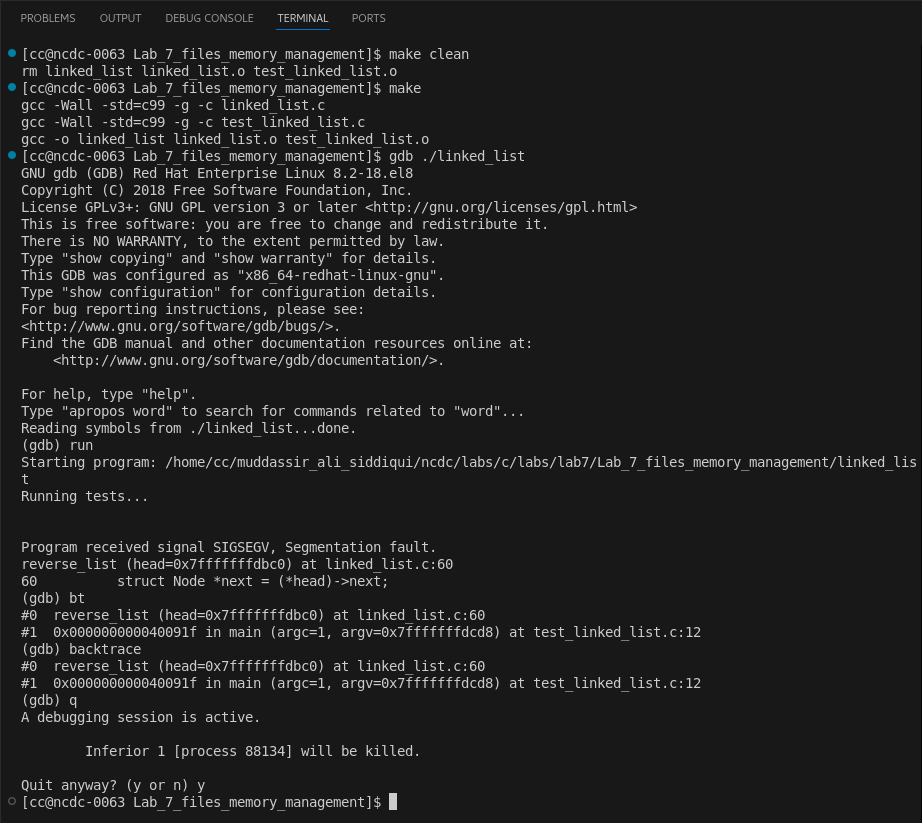 PROBLEMS OUTPUT DEBUG CONSOLE TERMINAL PORTS
[cc@ncdc-0063 Lab_7_files_memory_management]$ make clean
rm linked_list linked_list.o test_linked_list.o
[cc@ncdc-0063 Lab_7_files_memory_management]$ make
gcc -Wall -std=c99 -g -c linked_list.c
gcc -Wall -std=c99 -g -c test_linked_list.c
gcc -o linked_list linked_list.o test_linked_list.o
[cc@ncdc-0063 Lab_7_files_memory_management]$ gdb ./linked_list
GNU gdb (GDB) Red Hat Enterprise Linux 8.2-18.el8
Copyright (C) 2018 Free Software Foundation, Inc.
License GPLv3+: GNU GPL version 3 or later <http://gnu.org/licenses/gpl.html>
This is free software: you are free to change and redistribute it.
There is NO WARRANTY, to the extent permitted by law.
Type "show copying" and "show warranty" for details.
This GDB was configured as "x86_64-redhat-linux-gnu".
Type "show configuration" for configuration details.
For bug reporting instructions, please see:
<http://www.gnu.org/software/gdb/bugs/>.
Find the GDB manual and other documentation resources online at:
    <http://www.gnu.org/software/gdb/documentation/>.

For help, type "help".
Type "apropos word" to search for commands related to "word"...
Reading symbols from ./linked_list...done.
(gdb) run
Starting program: /home/cc/muddassir_ali_siddiqui/ncdc/labs/c/labs/lab7/Lab_7_files_memory_management/linked_lis
t
Running tests...

Program received signal SIGSEGV, Segmentation fault.
reverse_list (head=0x7fffffffdbc0) at linked_list.c:60
60          struct Node *next = (*head)->next;
(gdb) bt
#0  reverse_list (head=0x7fffffffdbc0) at linked_list.c:60
#1  0x000000000040091f in main (argc=1, argv=0x7fffffffdcd8) at test_linked_list.c:12
(gdb) backtrace
#0  reverse_list (head=0x7fffffffdbc0) at linked_list.c:60
#1  0x000000000040091f in main (argc=1, argv=0x7fffffffdcd8) at test_linked_list.c:12
(gdb) q
A debugging session is active.

        Inferior 1 [process 88134] will be killed.

Quit anyway? (y or n) y
[cc@ncdc-0063 Lab_7_files_memory_management]$